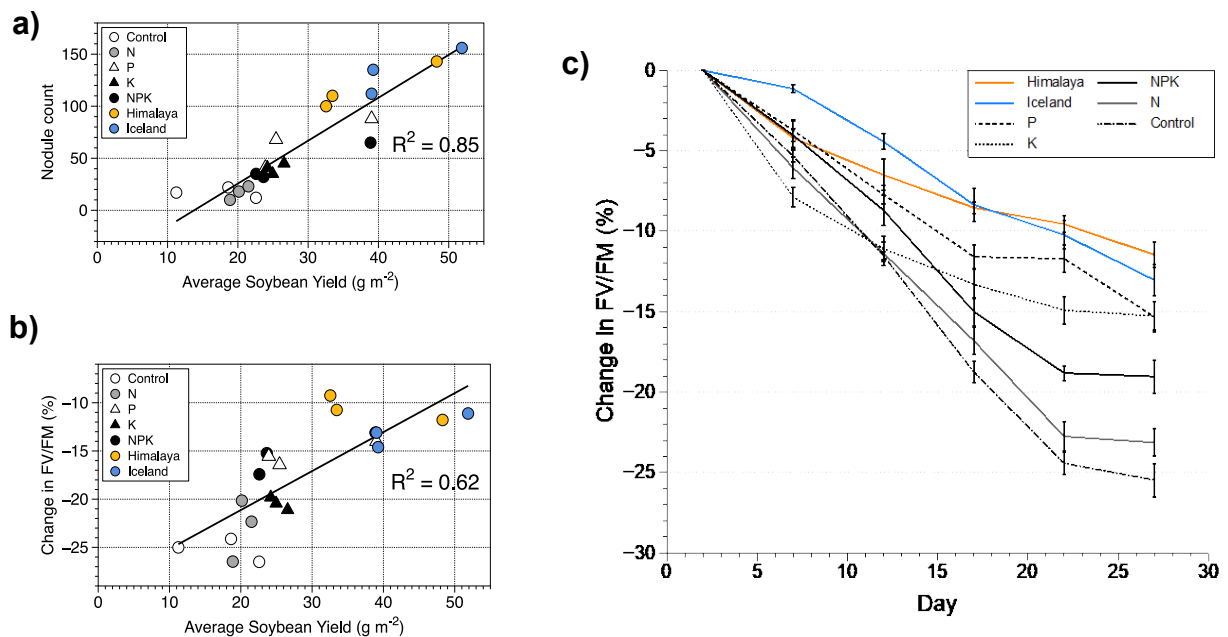 a)
Control
N
P
K
NPK
Himalaya
Iceland
Nodule count
150
100
50
0
R² = 0.85
0 10 20 30 40 50
Average Soybean Yield (g m⁻²)
b)
Control
N
P
K
NPK
Himalaya
Iceland
Change in FV/FM (%)
−10
−15
−20
−25
R² = 0.62
0 10 20 30 40 50
Average Soybean Yield (g m⁻²)
c)
Himalaya NPK
Iceland N
P Control
K
Change in FV/FM (%)
0
−5
−10
−15
−20
−25
−30
0 5 10 15 20 25 30
Day